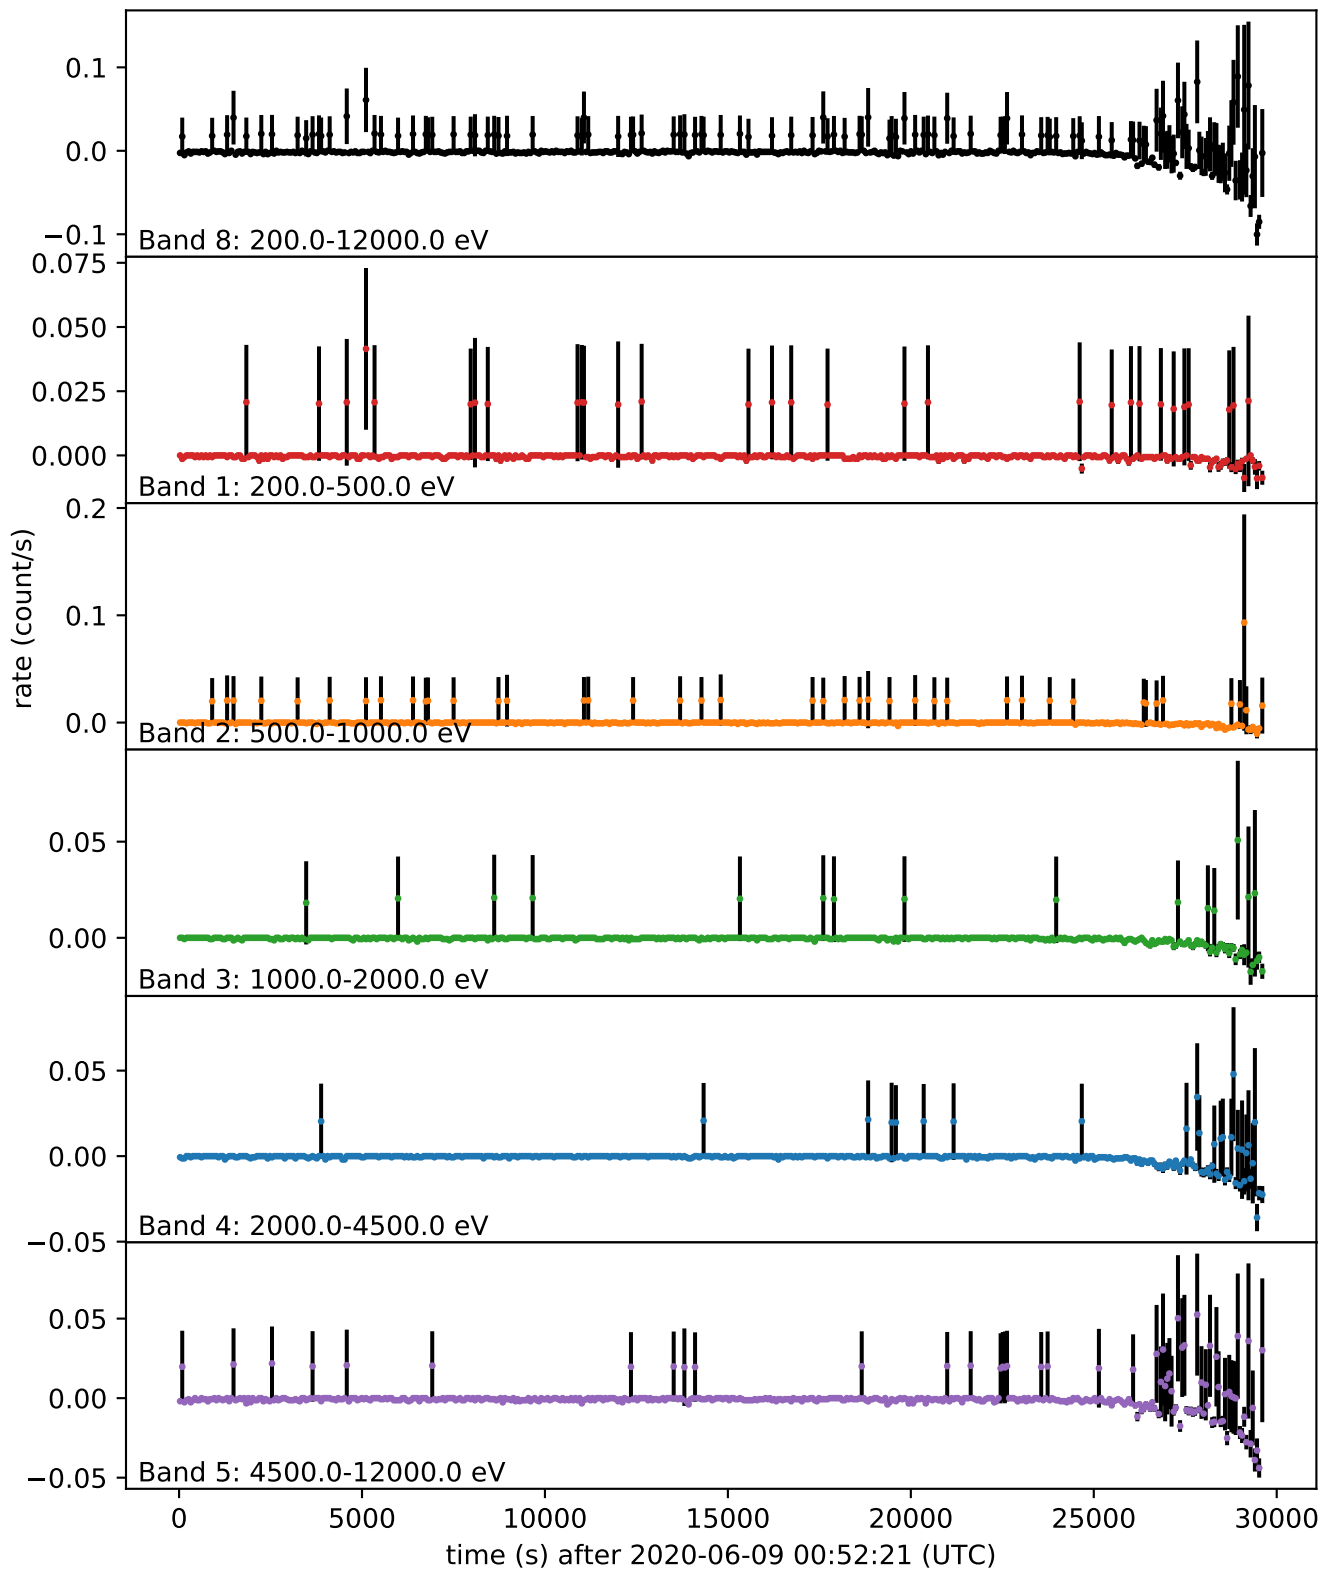 0.1
0.0
−0.1
Band 8: 200.0-12000.0 eV
0.075
0.050
0.025
0.000
Band 1: 200.0-500.0 eV
0.2
0.1
0.0
Band 2: 500.0-1000.0 eV
rate (count/s)
0.05
0.00
Band 3: 1000.0-2000.0 eV
0.05
0.00
−0.05
Band 4: 2000.0-4500.0 eV
0.05
0.00
−0.05
Band 5: 4500.0-12000.0 eV
0 5000 10000 15000 20000 25000 30000
time (s) after 2020-06-09 00:52:21 (UTC)